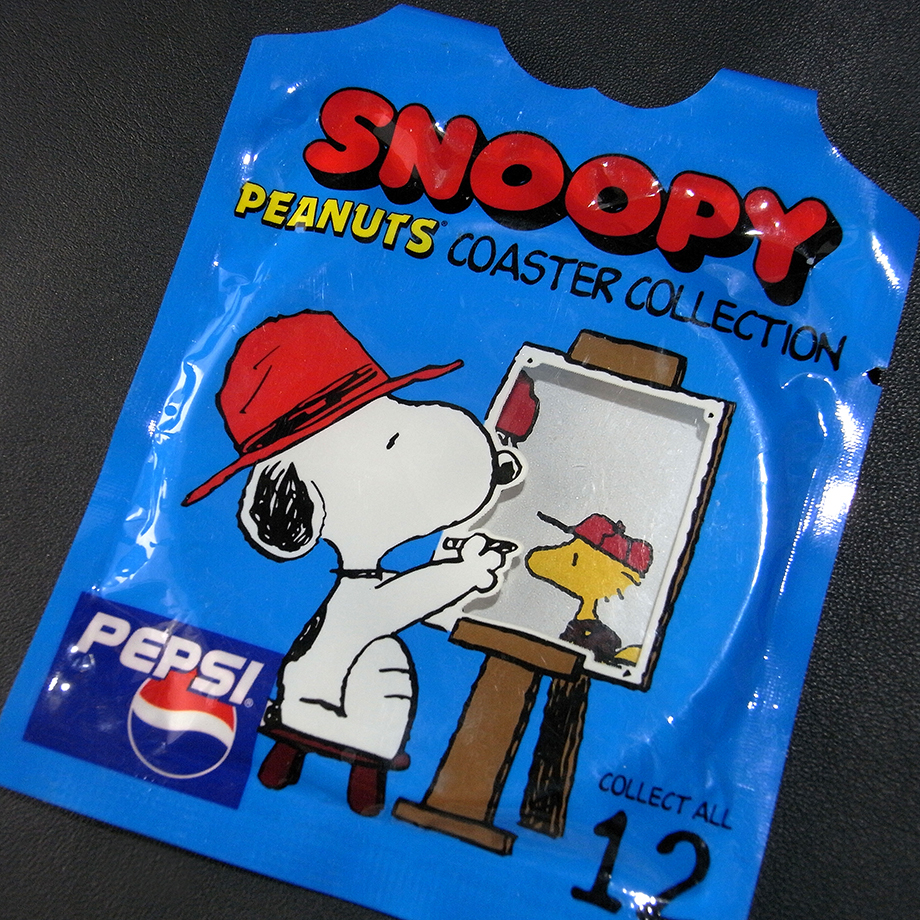 SNOOPY
PEANUTS® COASTER COLLECTION
PEPSI®
COLLECT ALL
12